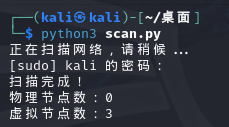 ┌──(kali㉿kali)-[~/桌面]
└─$ python3 scan.py
正在扫描网络，请稍候...
[sudo] kali 的密码：
扫描完成！
物理节点数：0
虚拟节点数：3